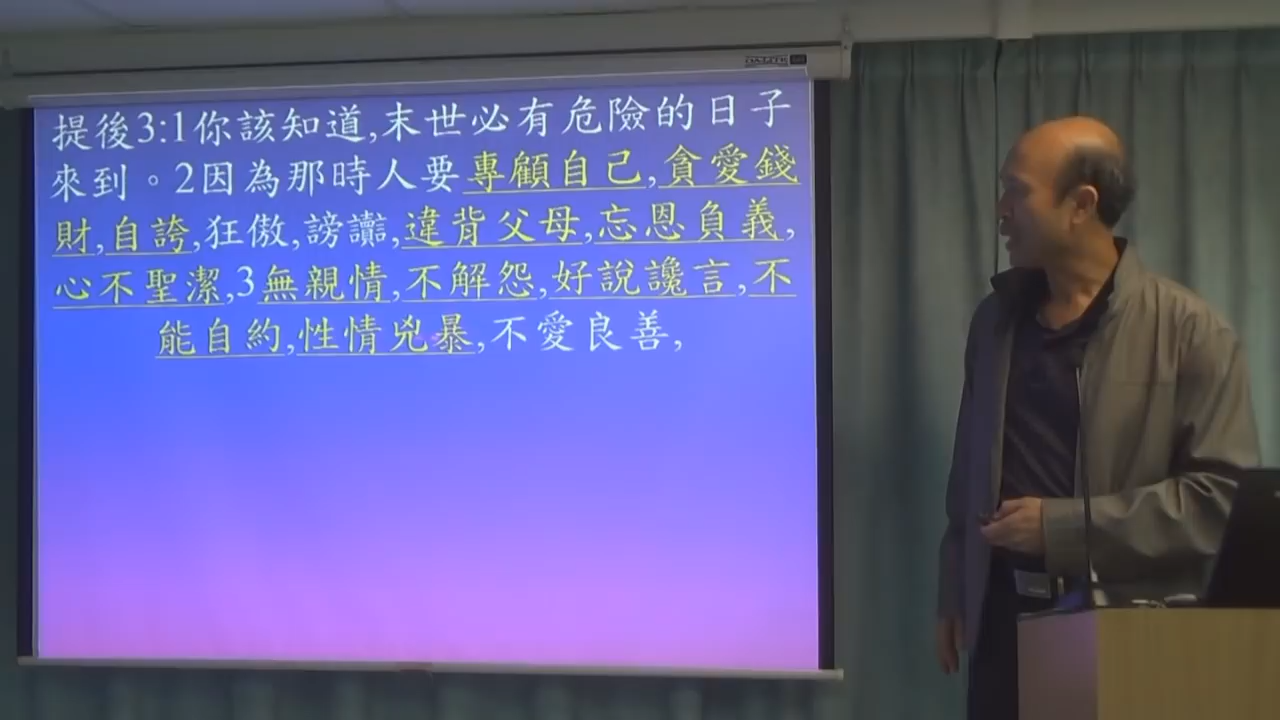 提後3:1你該知道,末世必有危險的日子
來到。2因為那時人要專顧自己,貪愛錢
財,自誇,狂傲,謗讟,違背父母,忘恩負義,
心不聖潔,3無親情,不解怨,好說讒言,不
能自約,性情兇暴,不愛良善,